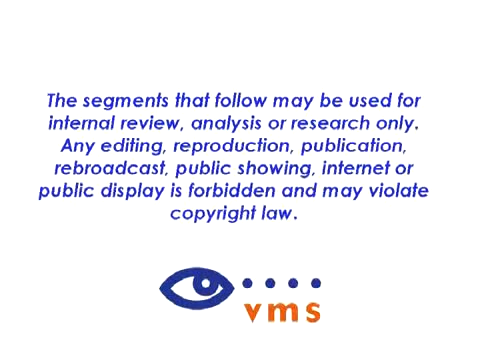 The segments that follow may be used for
internal review, analysis or research only.
Any editing, reproduction, publication,
rebroadcast, public showing, internet or
public display is forbidden and may violate
copyright law.
vms